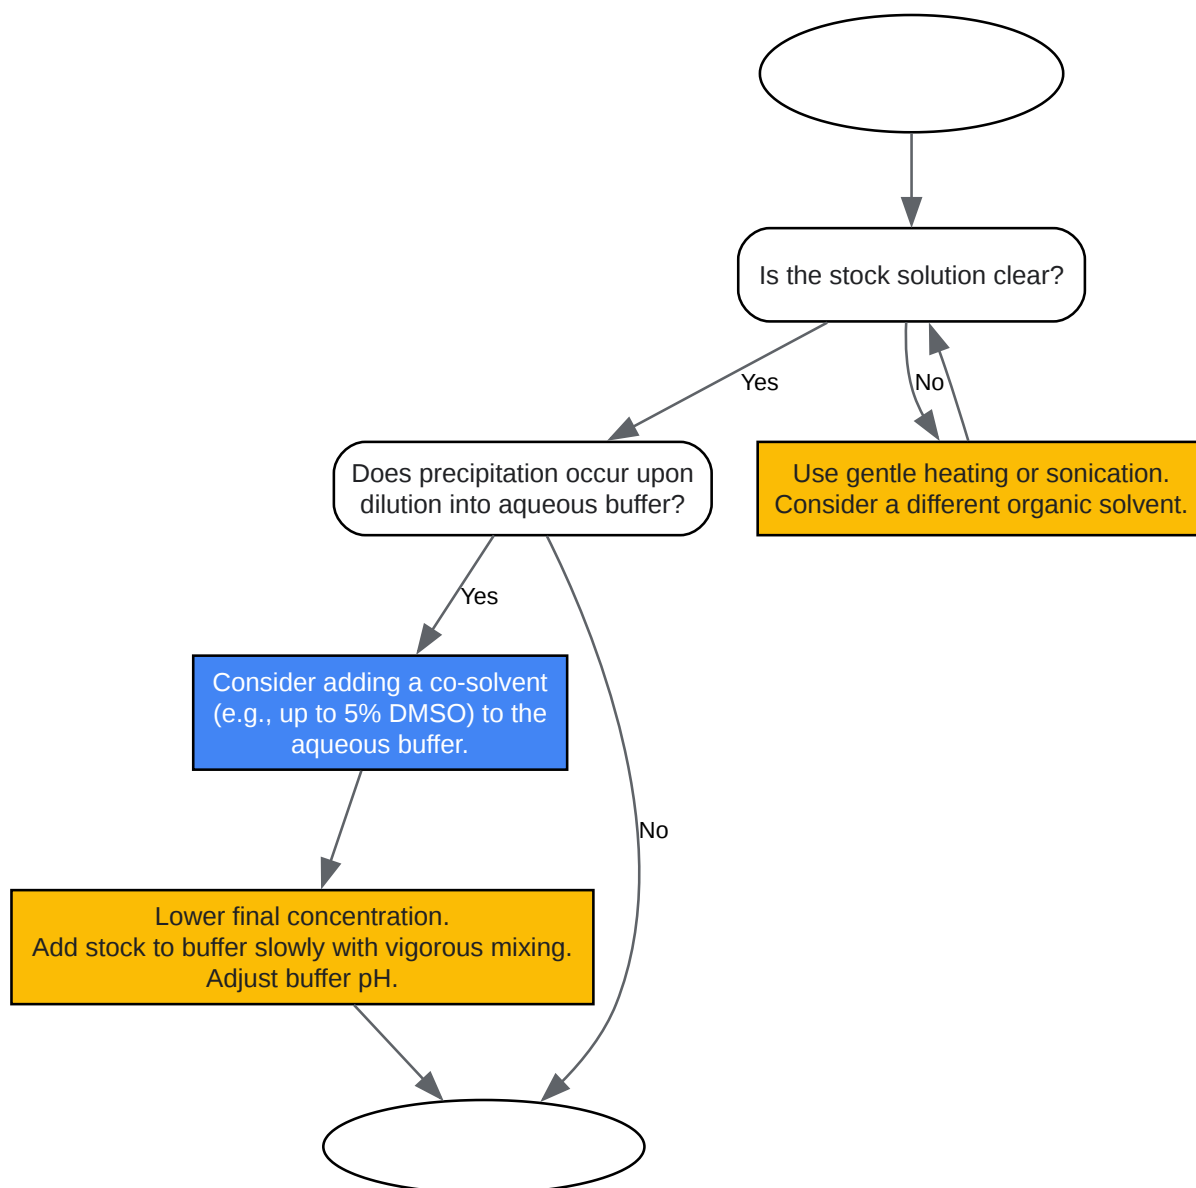 Is the stock solution clear?
Yes
No
Does precipitation occur upon
dilution into aqueous buffer?
Use gentle heating or sonication.
Consider a different organic solvent.
Yes
Consider adding a co-solvent
(e.g., up to 5% DMSO) to the
aqueous buffer.
No
Lower final concentration.
Add stock to buffer slowly with vigorous mixing.
Adjust buffer pH.